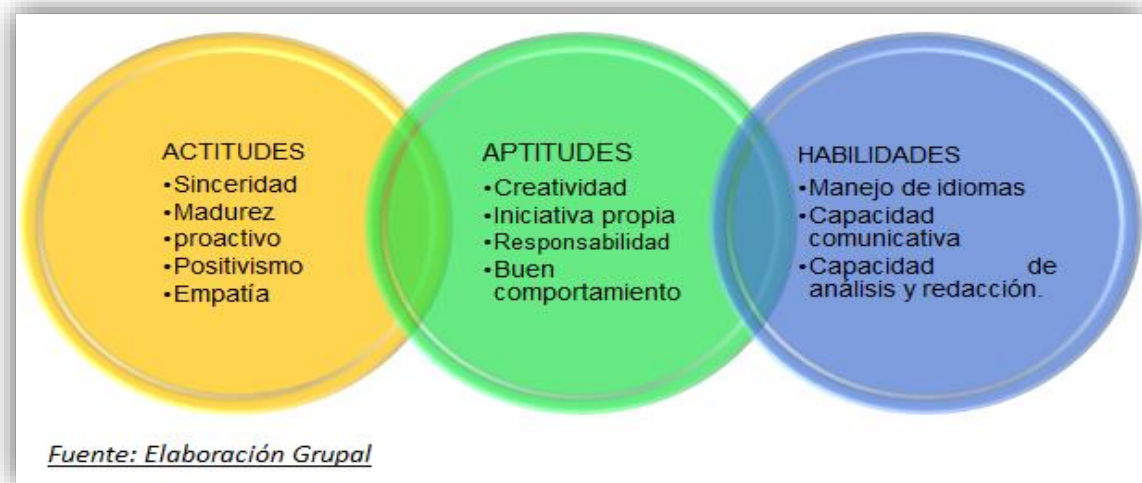 ACTITUDES
•Sinceridad
•Madurez
•proactivo
•Positivismo
•Empatía
APTITUDES
•Creatividad
•Iniciativa propia
•Responsabilidad
•Buen
comportamiento
HABILIDADES
•Manejo de idiomas
•Capacidad
comunicativa
•Capacidad de
análisis y redacción.
Fuente: Elaboración Grupal